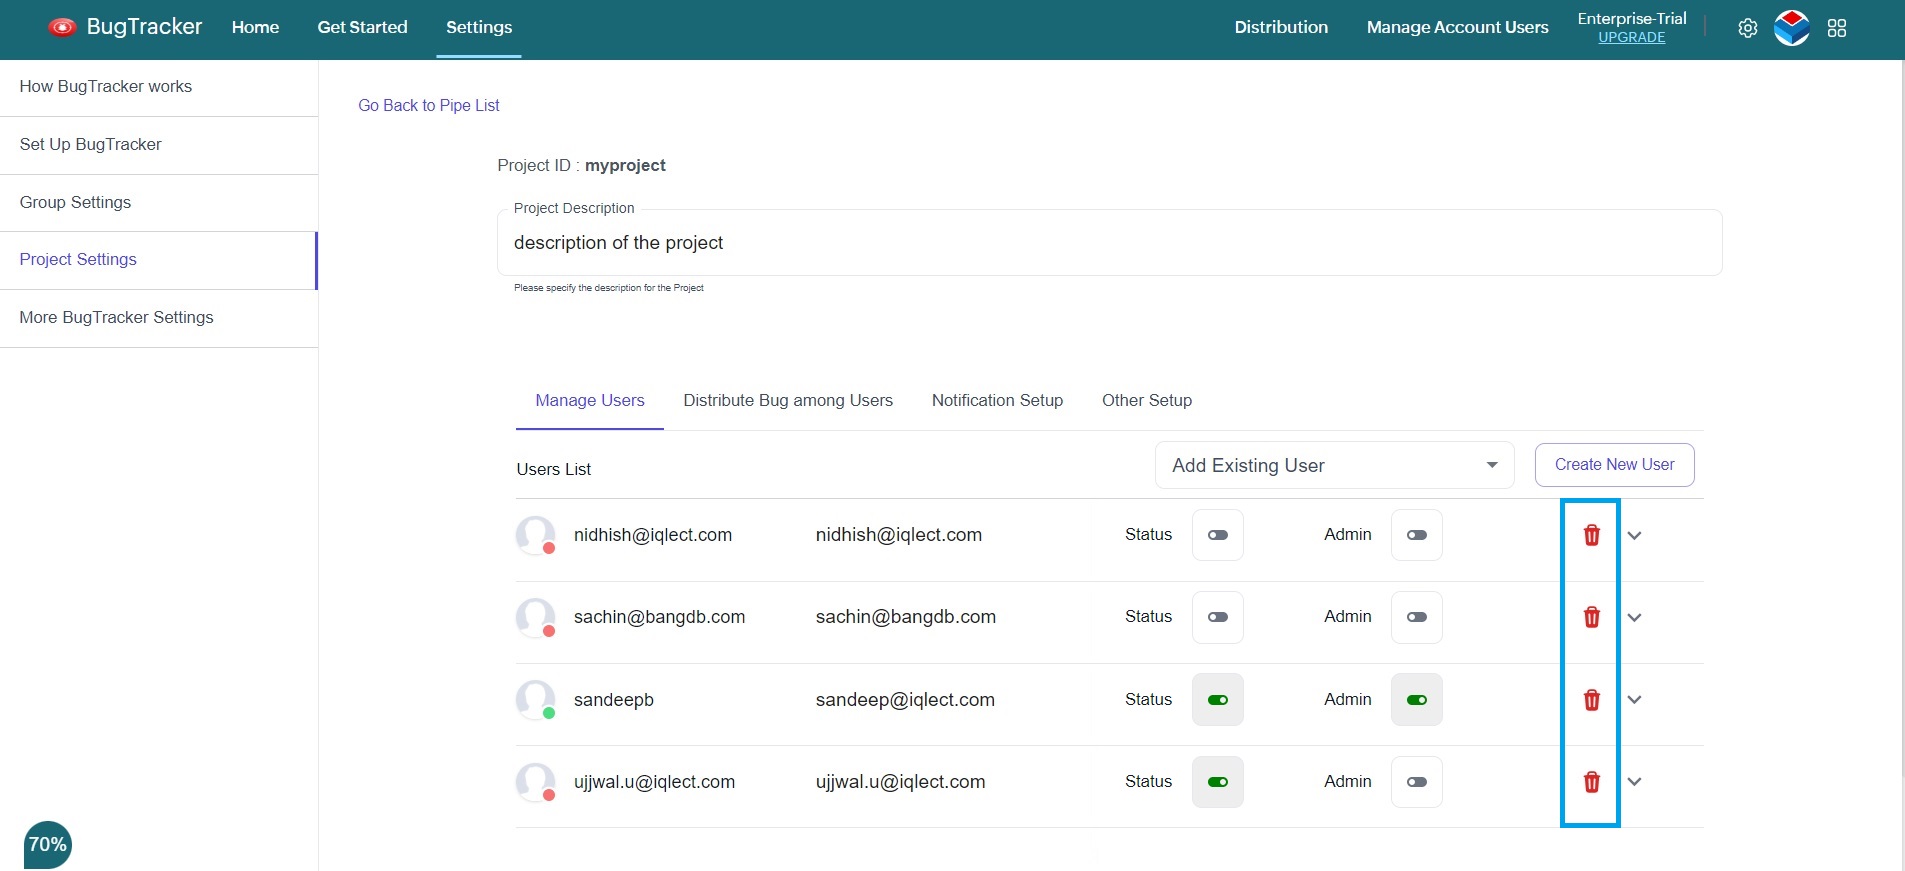 BugTracker Home Get Started Settings Distribution Manage Account Users Enterprise-Trial
UPGRADE
How BugTracker works
Set Up BugTracker
Group Settings
Project Settings
More BugTracker Settings
70%
Go Back to Pipe List
Project ID : myproject
Project Description
description of the project
Please specify the description for the Project
Manage Users Distribute Bug among Users Notification Setup Other Setup
Users List Add Existing User Create New User
nidhish@iqlect.com nidhish@iqlect.com Status Admin
sachin@bangdb.com sachin@bangdb.com Status Admin
sandeepb sandeep@iqlect.com Status Admin
ujjwal.u@iqlect.com ujjwal.u@iqlect.com Status Admin